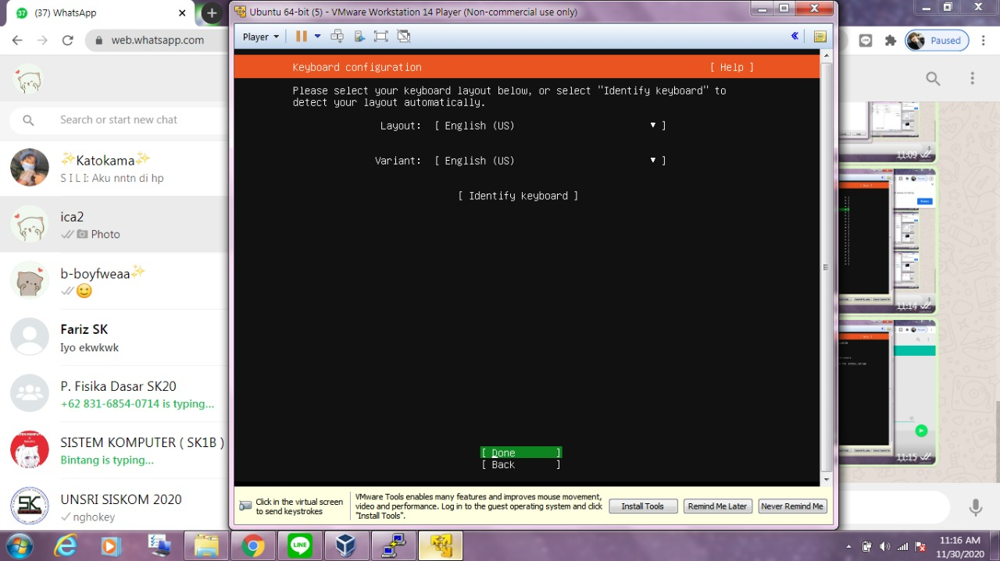 37
(37) WhatsApp
Ubuntu 64-bit (5) - VMware Workstation 14 Player (Non-commercial use only)
web.whatsapp.com
Player
Paused
Keyboard configuration
[ Help ]
Please select your keyboard layout below, or select "Identify keyboard" to
detect your layout automatically.
Layout: [ English (US) ▾ ]
Variant: [ English (US) ▾ ]
[ Identify keyboard ]
[ Done ]
[ Back ]
Search or start new chat
✨Katokama✨
S I L I: Aku nntn di hp
ica2
Photo
b-boyfweaa✨
Fariz SK
Iyo ekwkwk
P. Fisika Dasar SK20
+62 831-6854-0714 is typing...
SISTEM KOMPUTER ( SK1B )
Bintang is typing...
UNSRI SISKOM 2020
nghokey
SK
11:09
11:14
11:15
Click in the virtual screen
to send keystrokes
VMware Tools enables many features and improves mouse movement,
video and performance. Log in to the guest operating system and click
"Install Tools".
Install Tools
Remind Me Later
Never Remind Me
LINE
11:16 AM
11/30/2020